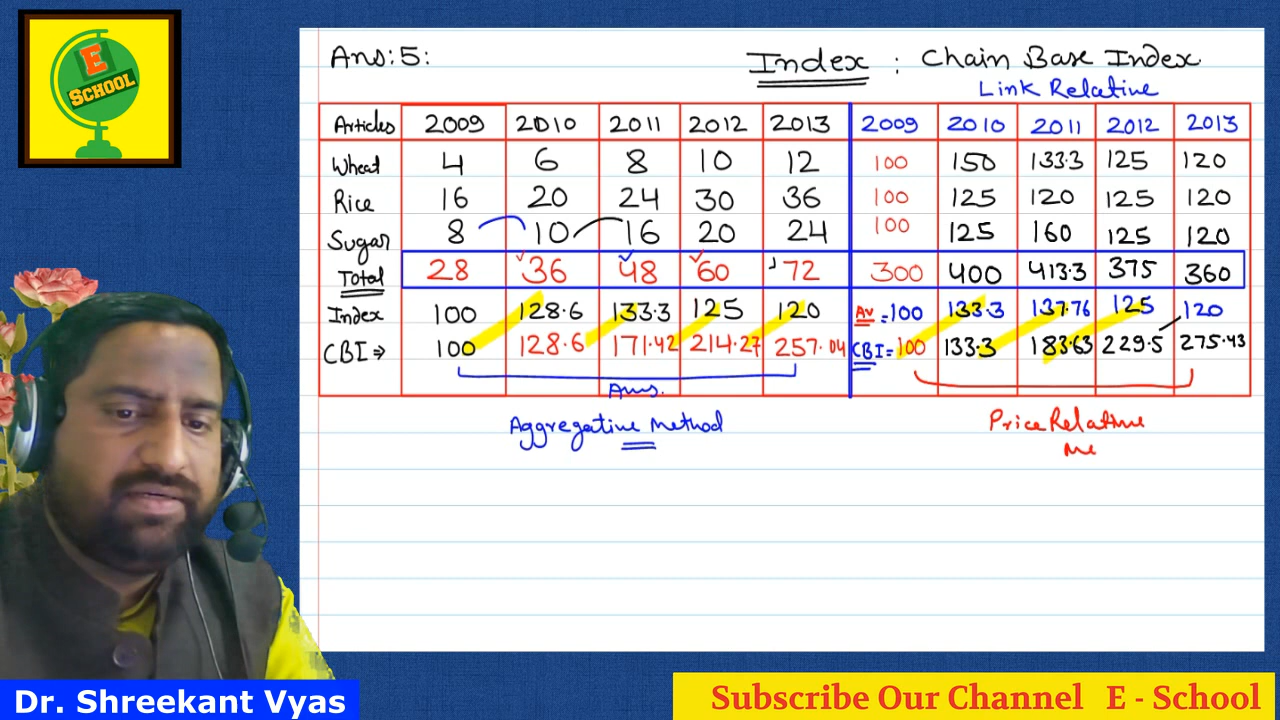 E
SCHOOL
Ans:5:
Index : Chain Base Index
Link Relative
Articles 2009 2010 2011 2012 2013 2009 2010 2011 2012 2013
Wheat 4 6 8 10 12 100 150 133.3 125 120
Rice 16 20 24 30 36 100 125 120 125 120
Sugar 8 10 16 20 24 100 125 160 125 120
Total 28 36 48 60 72 300 400 413.3 375 360
Index 100 128.6 133.3 125 120 Av = 100 133.3 137.76 125 120
CBI ⇒ 100 128.6 171.42 214.27 257.04 CBI = 100 133.3 183.63 229.5 275.43
Ans.
Aggregative Method
Price Relative
Me
Dr. Shreekant Vyas
Subscribe Our Channel E - School